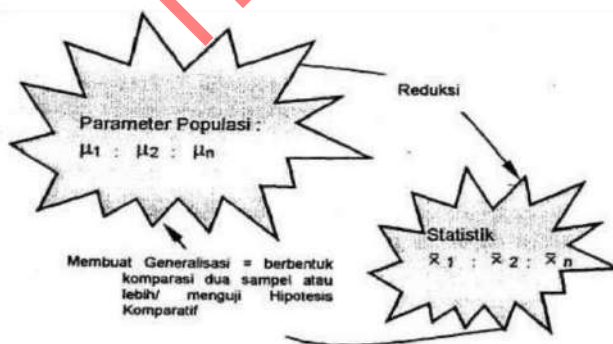 Reduksi
Parameter Populasi :
μ1 : μ2 : μn
Statistik
x̄ 1 : x̄ 2 : x̄ n
Membuat Generalisasi = berbentuk
komparasi dua sampel atau
lebih/ menguji Hipotesis
Komparatif